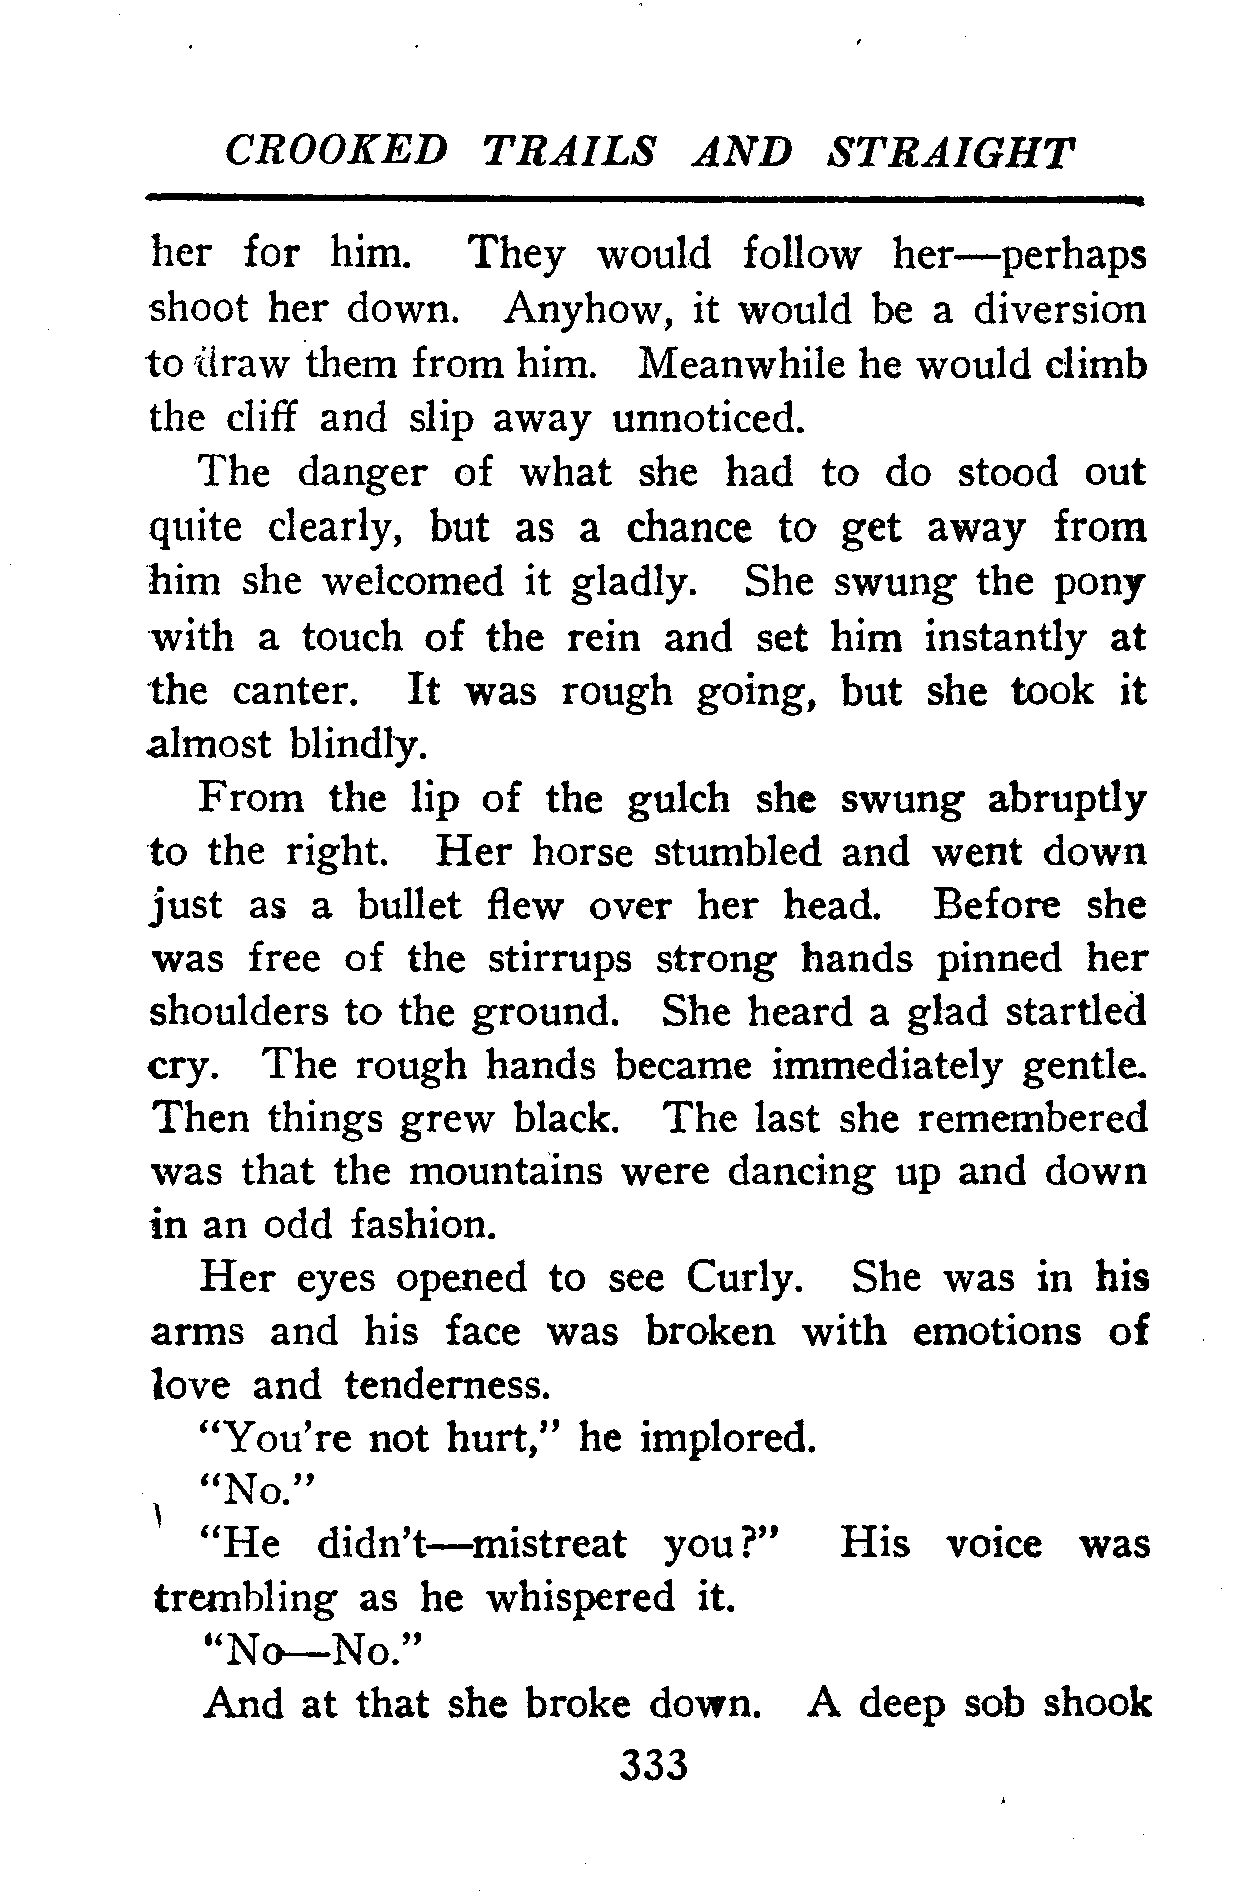 CROOKED TRAILS AND STRAIGHT
her for him. They would follow her—perhaps
shoot her down. Anyhow, it would be a diversion
to draw them from him. Meanwhile he would climb
the cliff and slip away unnoticed.
The danger of what she had to do stood out
quite clearly, but as a chance to get away from
him she welcomed it gladly. She swung the pony
with a touch of the rein and set him instantly at
the canter. It was rough going, but she took it
almost blindly.
From the lip of the gulch she swung abruptly
to the right. Her horse stumbled and went down
just as a bullet flew over her head. Before she
was free of the stirrups strong hands pinned her
shoulders to the ground. She heard a glad startled
cry. The rough hands became immediately gentle.
Then things grew black. The last she remembered
was that the mountains were dancing up and down
in an odd fashion.
Her eyes opened to see Curly. She was in his
arms and his face was broken with emotions of
love and tenderness.
“You’re not hurt,” he implored.
“No.”
“He didn’t—mistreat you?” His voice was
trembling as he whispered it.
“No—No.”
And at that she broke down. A deep sob shook
333